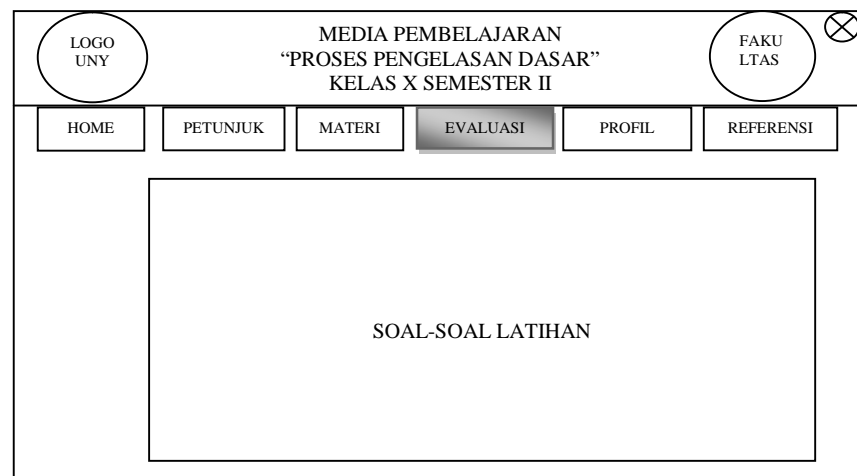 LOGO
UNY
MEDIA PEMBELAJARAN
“PROSES PENGELASAN DASAR”
KELAS X SEMESTER II
FAKU
LTAS
HOME
PETUNJUK
MATERI
EVALUASI
PROFIL
REFERENSI
SOAL-SOAL LATIHAN